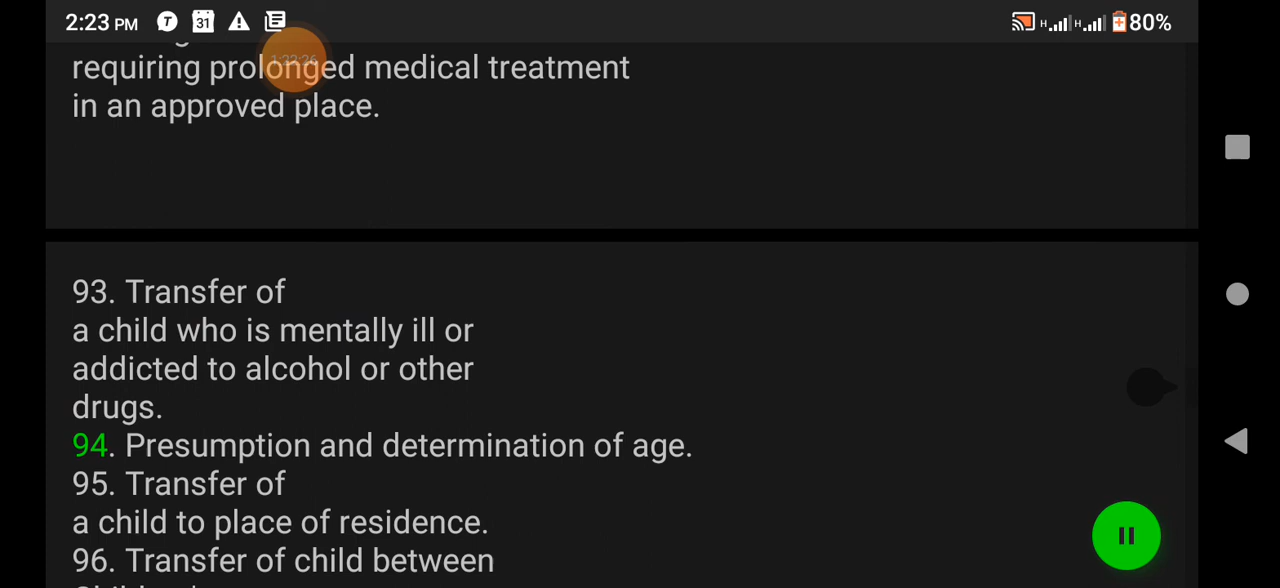 2:23 PM 31 H H 80%
requiring prolonged medical treatment
in an approved place.
93. Transfer of
a child who is mentally ill or
addicted to alcohol or other
drugs.
94. Presumption and determination of age.
95. Transfer of
a child to place of residence.
96. Transfer of child between